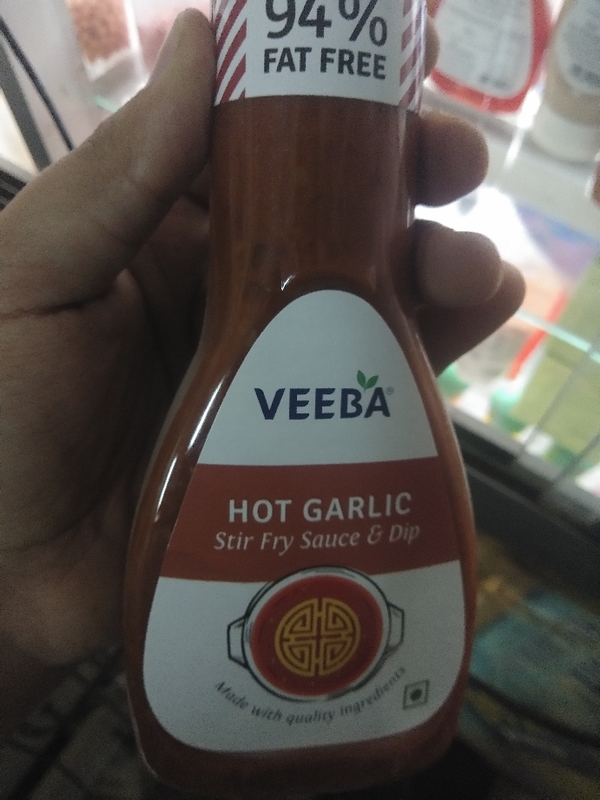 94%
FAT FREE
VEEBA®
HOT GARLIC
Stir Fry Sauce & Dip
Made with quality ingredients